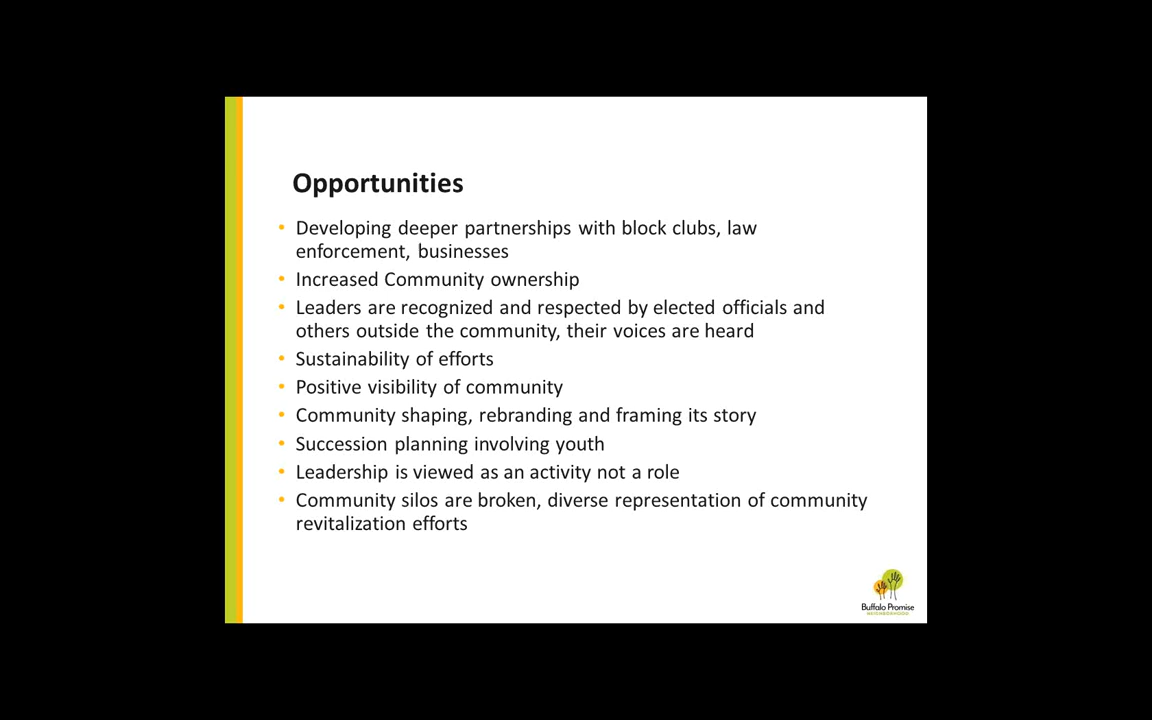 Opportunities
• Developing deeper partnerships with block clubs, law
enforcement, businesses
• Increased Community ownership
• Leaders are recognized and respected by elected officials and
others outside the community, their voices are heard
• Sustainability of efforts
• Positive visibility of community
• Community shaping, rebranding and framing its story
• Succession planning involving youth
• Leadership is viewed as an activity not a role
• Community silos are broken, diverse representation of community
revitalization efforts
Buffalo Promise